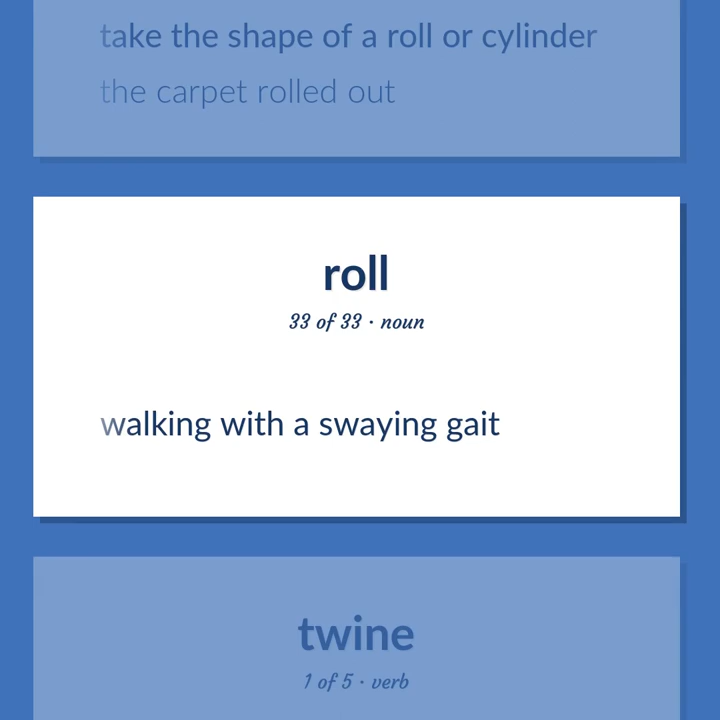 take the shape of a roll or cylinder
the carpet rolled out
roll
33 of 33 · noun
walking with a swaying gait
twine
1 of 5 · verb